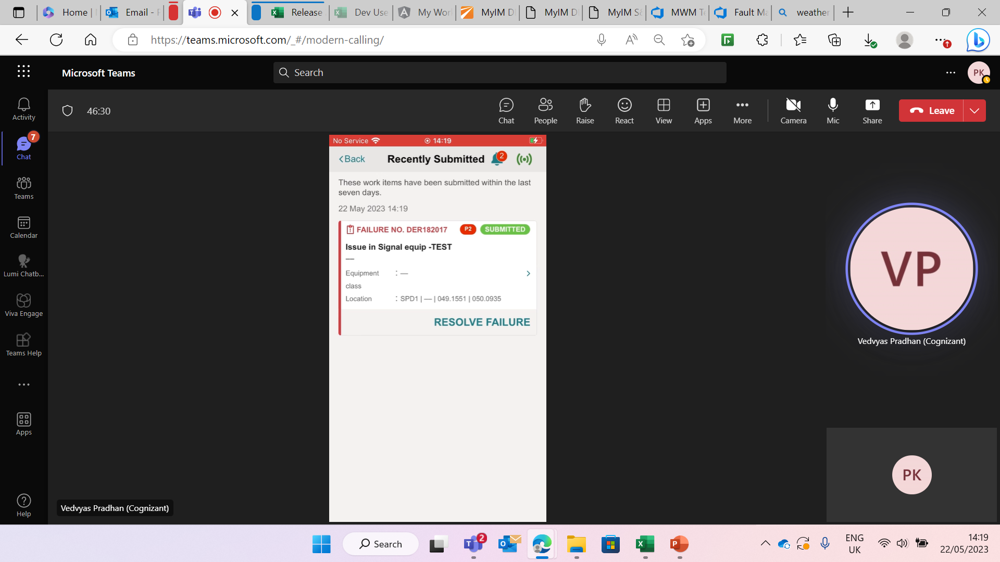 Home |
Email -
Release
Dev Use
My Wor
MyIM D
MyIM D
MyIM S
MWM Te
Fault Ma
weather
https://teams.microsoft.com/_#/modern-calling/
Microsoft Teams
Search
PK
46:30
Chat
People
Raise
React
View
Apps
More
Camera
Mic
Share
Leave
Activity
7
Chat
Teams
Calendar
Lumi Chatb...
Viva Engage
Teams Help
Apps
Help
No Service
14:19
Back
Recently Submitted
2
These work items have been submitted within the last
seven days.
22 May 2023 14:19
FAILURE NO. DER182017
P2
SUBMITTED
Issue in Signal equip -TEST
—
Equipment : —
class
Location : SPD1 | — | 049.1551 | 050.0935
RESOLVE FAILURE
VP
Vedvyas Pradhan (Cognizant)
PK
Vedvyas Pradhan (Cognizant)
Search
2
ENG
UK
14:19
22/05/2023